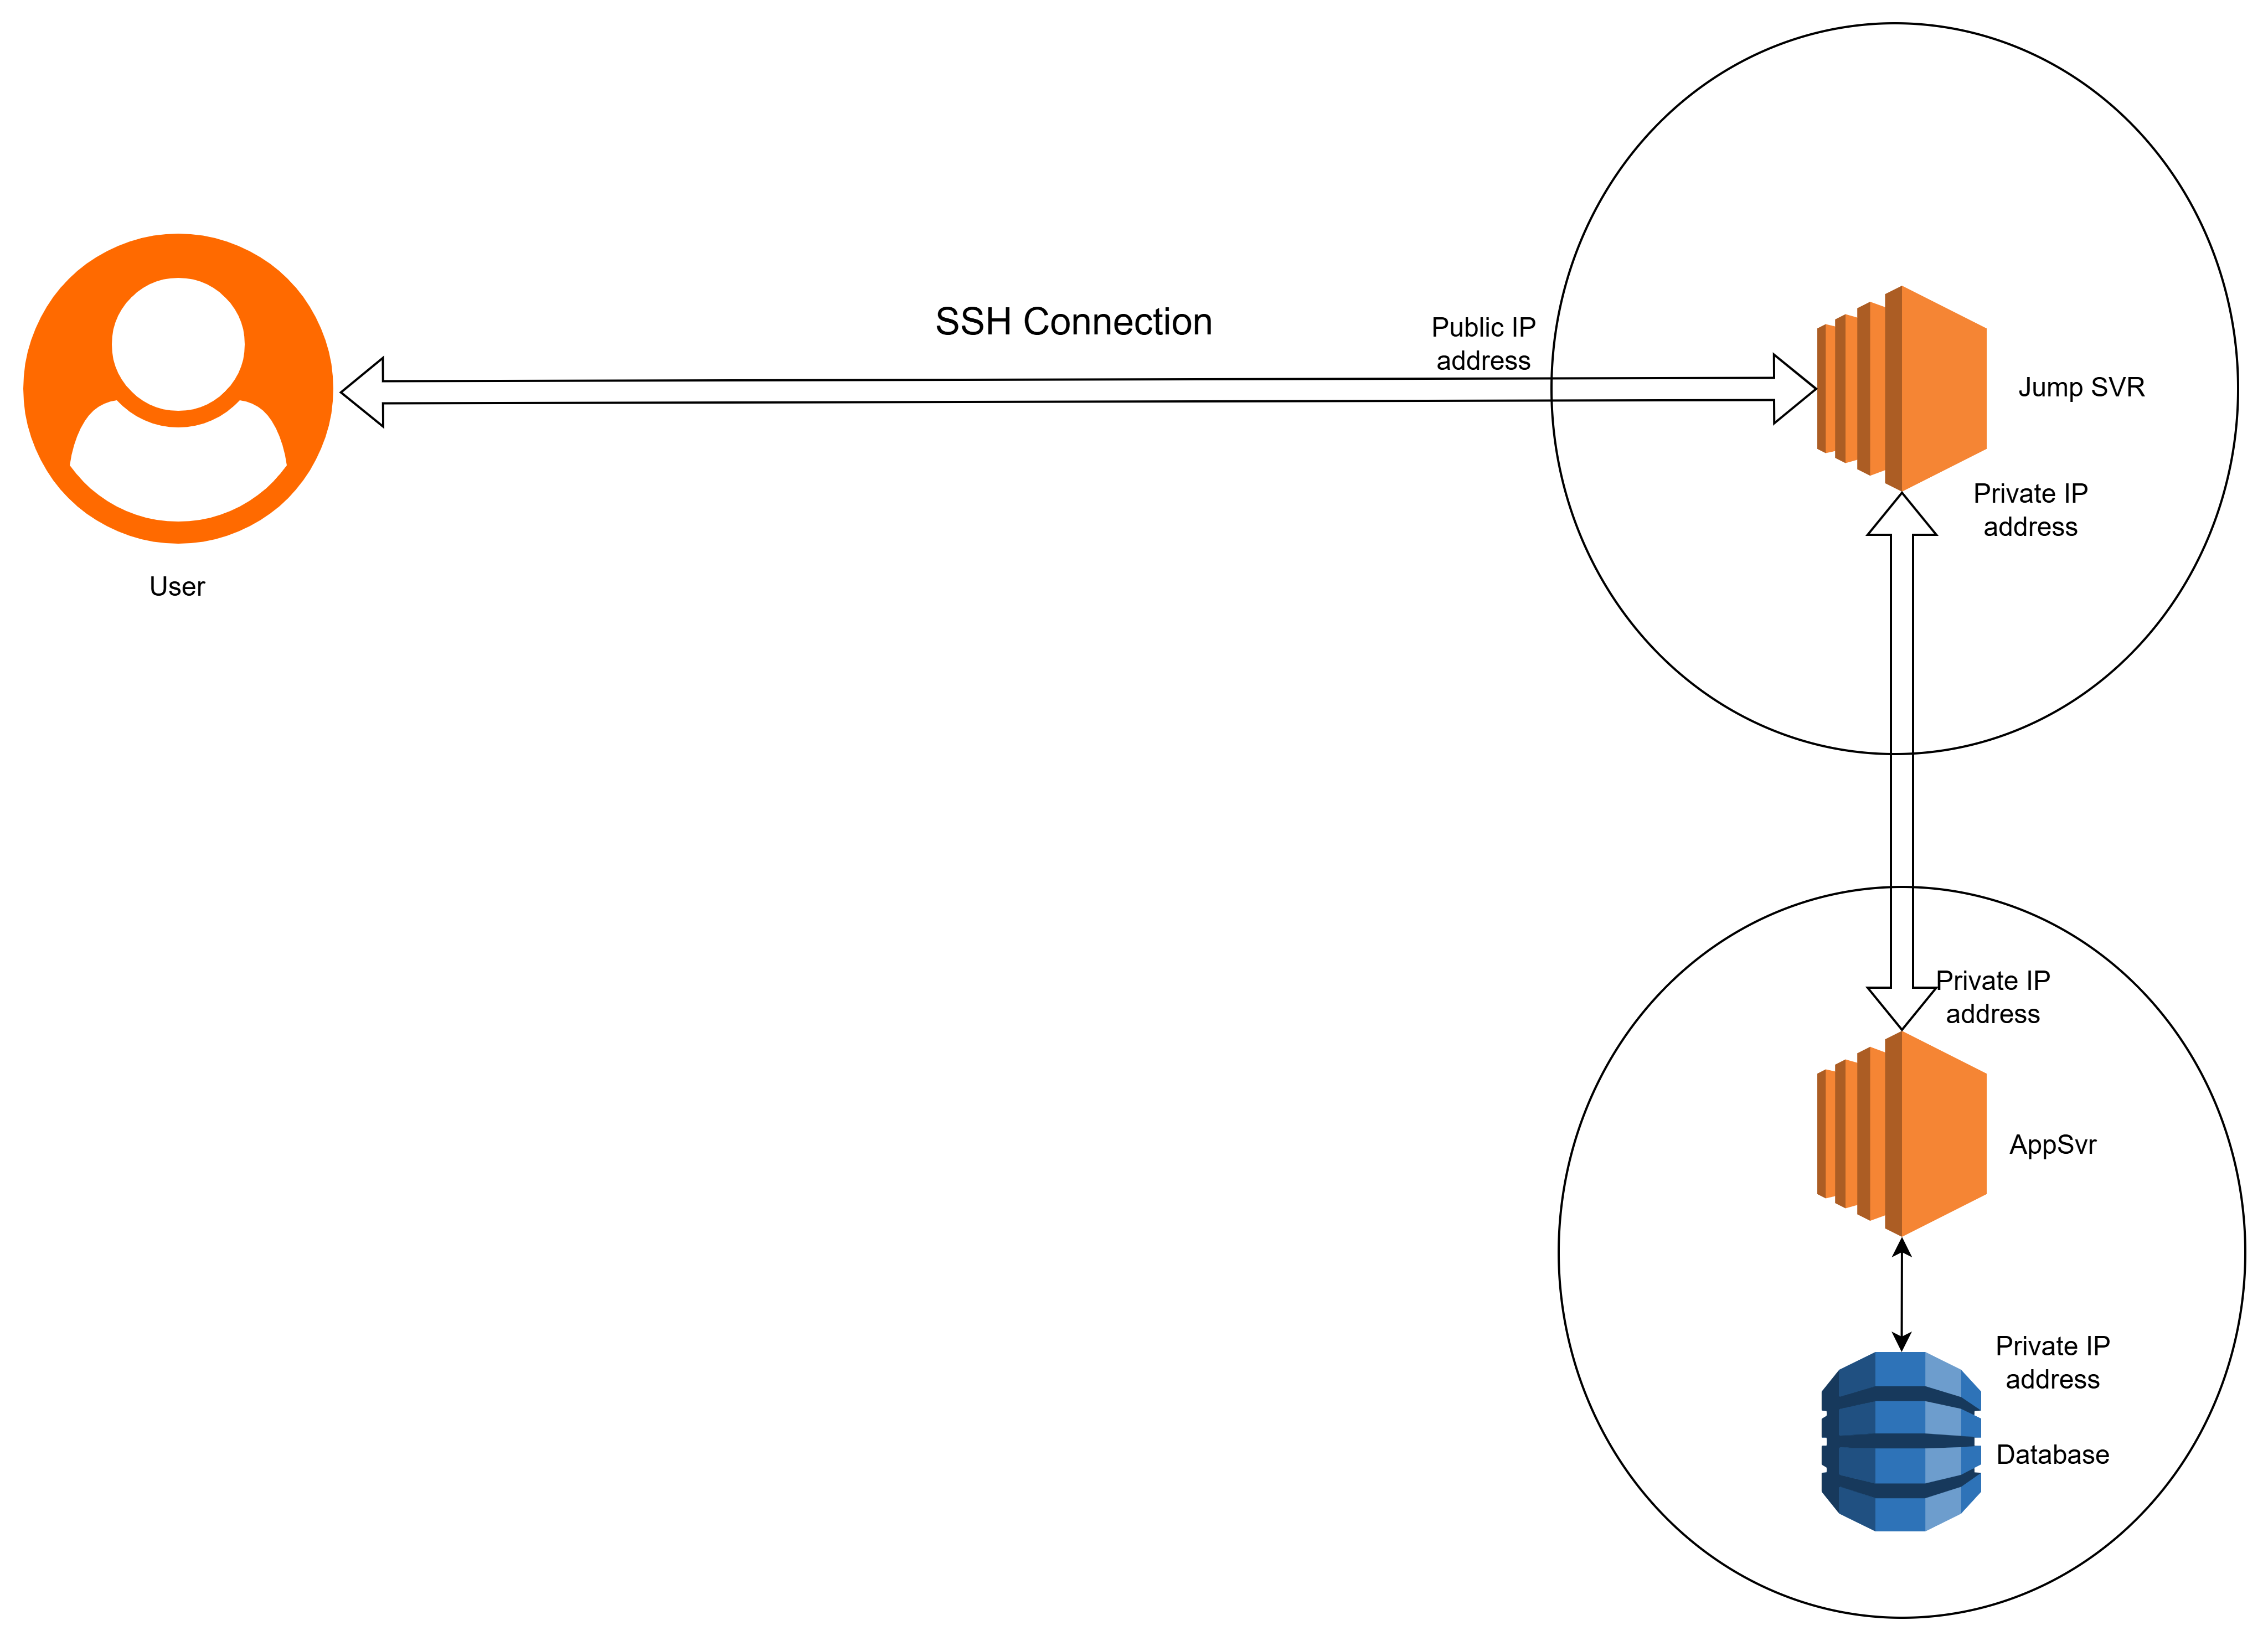 SSH Connection
Public IP
address
Jump SVR
Private IP
address
User
Private IP
address
AppSvr
Private IP
address
Database